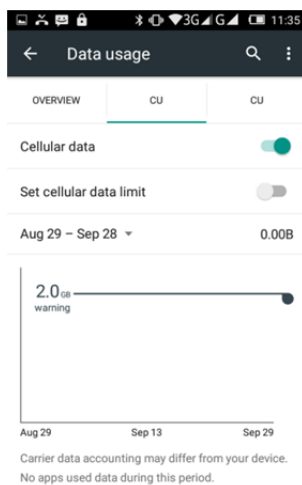 3G G 11:35
Data usage
OVERVIEW CU CU
Cellular data
Set cellular data limit
Aug 29 – Sep 28 0.00B
2.0 GB
warning
Aug 29 Sep 13 Sep 29
Carrier data accounting may differ from your device.
No apps used data during this period.